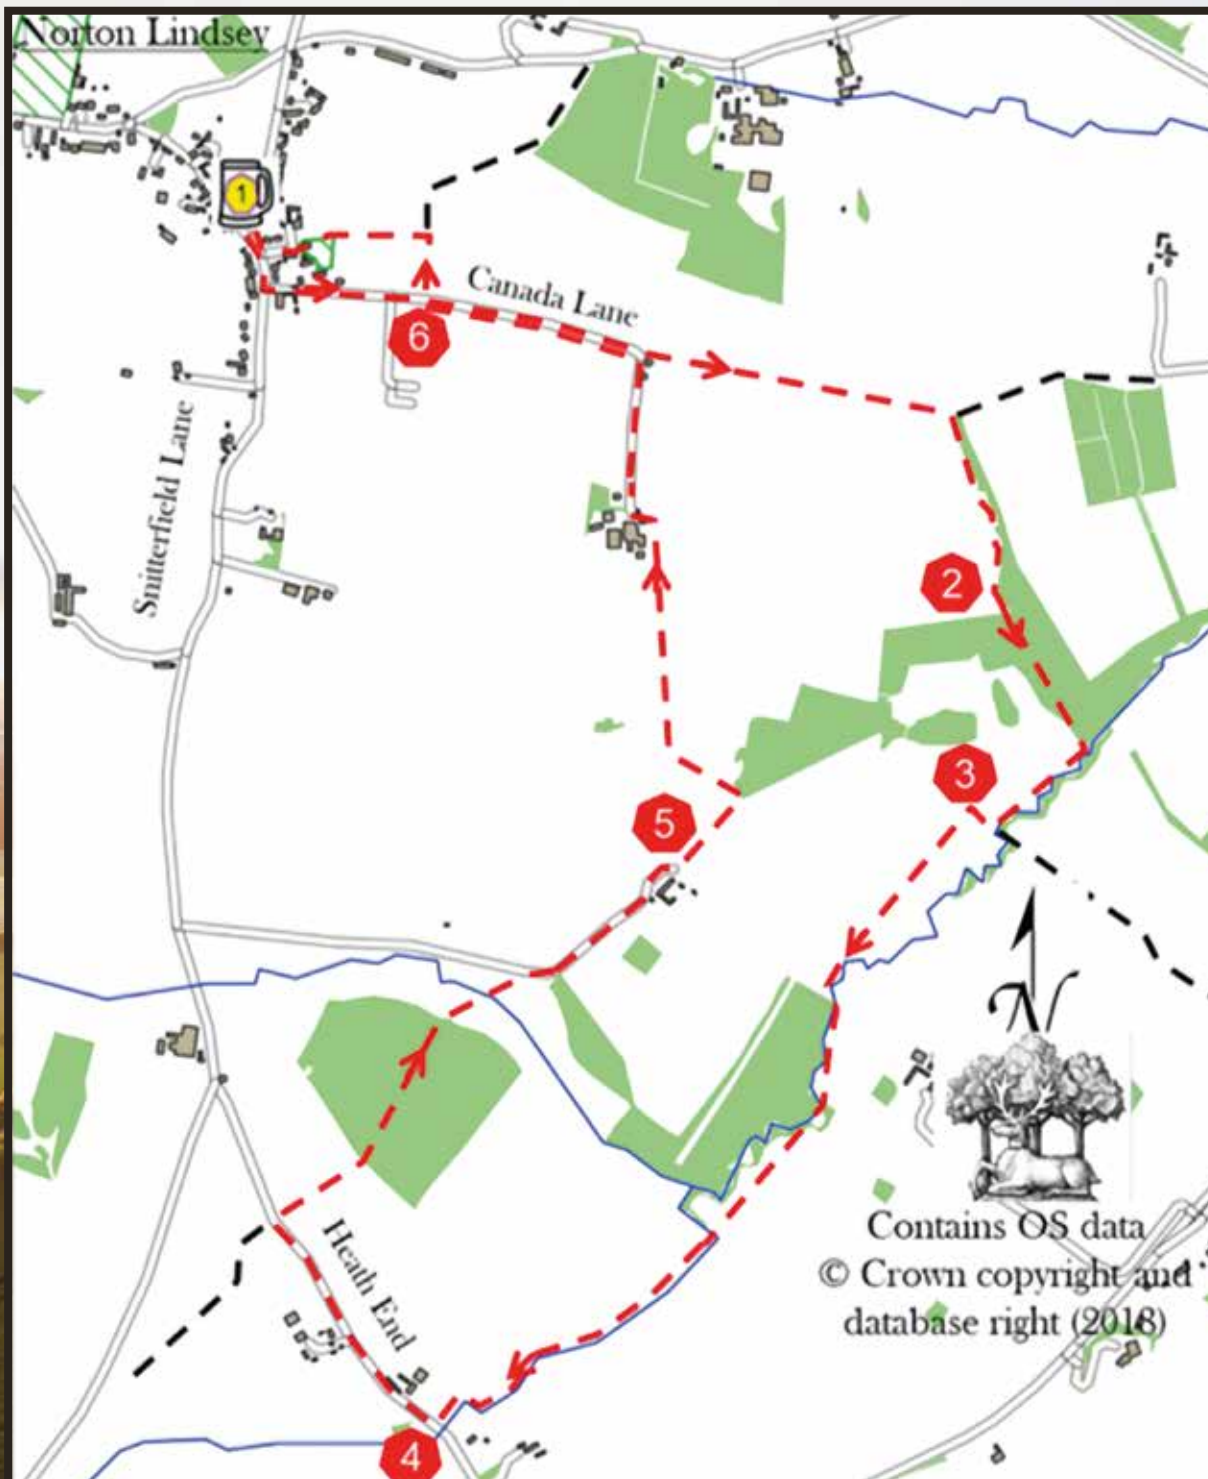 Norton Lindsey
1
Canada Lane
6
Snitterfield Lane
2
3
5
N
Contains OS data
© Crown copyright and
database right (2018)
Heath End
4